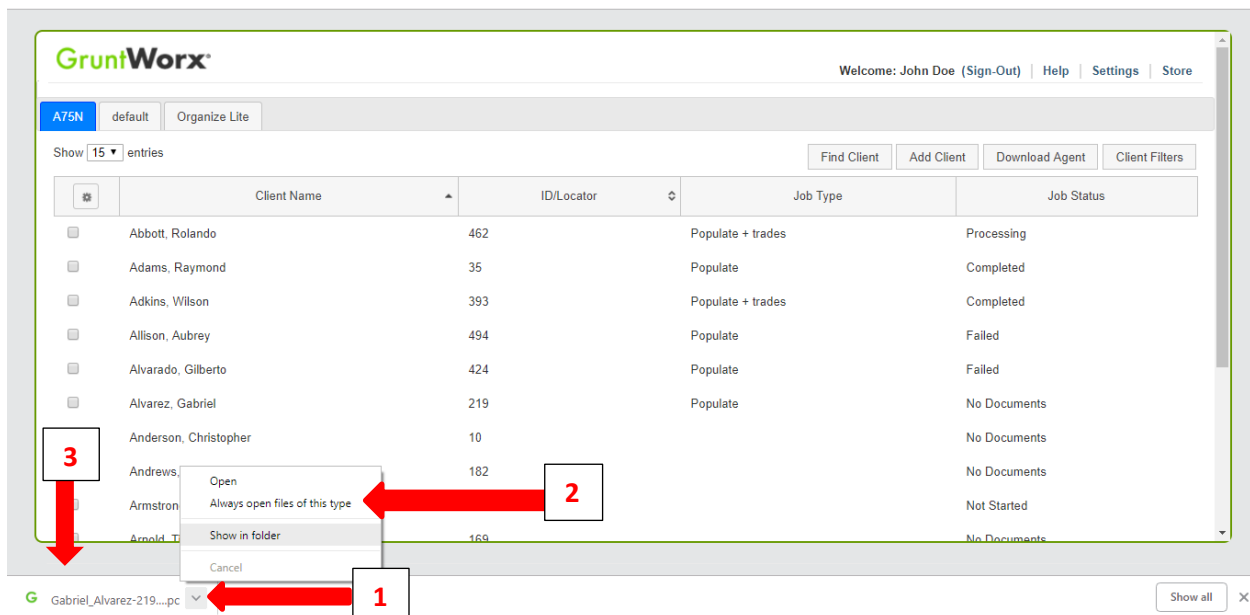 GruntWorx
Welcome: John Doe (Sign-Out) | Help | Settings | Store
A75N default Organize Lite
Show 15 entries
Find Client Add Client Download Agent Client Filters
Client Name ID/Locator Job Type Job Status
Abbott, Rolando 462 Populate + trades Processing
Adams, Raymond 35 Populate Completed
Adkins, Wilson 393 Populate + trades Completed
Allison, Aubrey 494 Populate Failed
Alvarado, Gilberto 424 Populate Failed
Alvarez, Gabriel 219 Populate No Documents
Anderson, Christopher 10 No Documents
3
Andrews, 182 No Documents
Open
Always open files of this type
2
Armstron Not Started
Show in folder
Arnold, T 169 No Documents
Cancel
Gabriel_Alvarez-219....pc
1
Show all